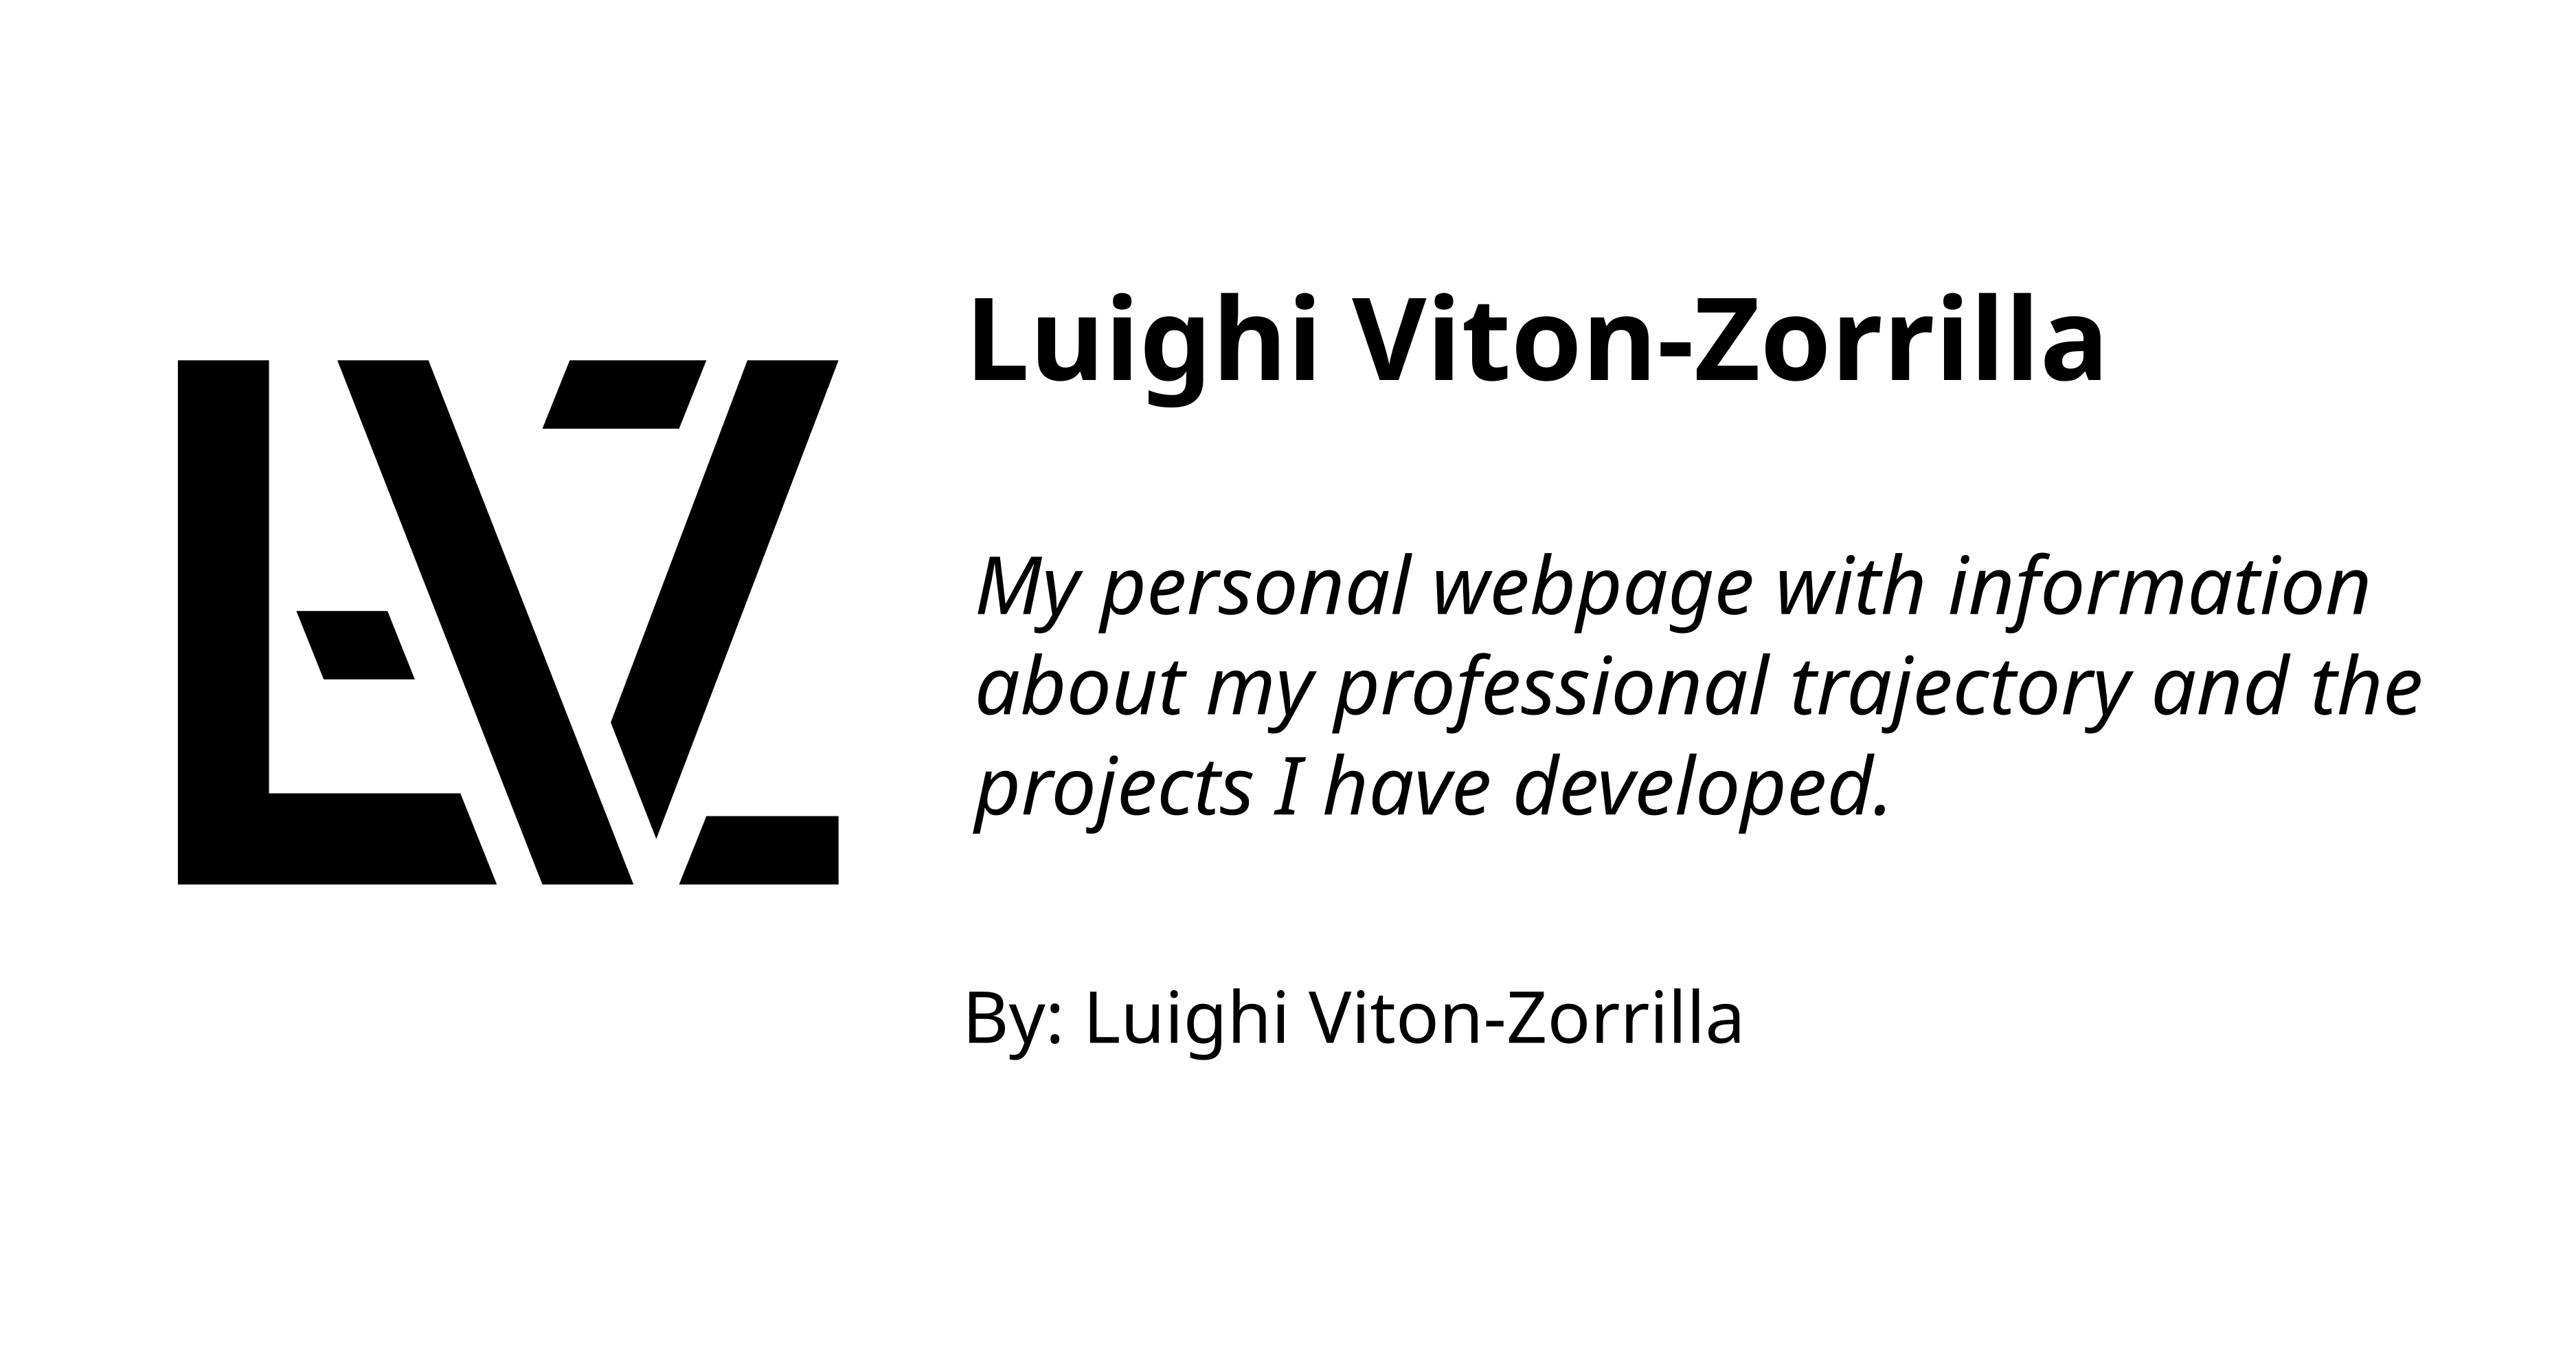 LVZ
Luighi Viton-Zorrilla
My personal webpage with information
about my professional trajectory and the
projects I have developed.
By: Luighi Viton-Zorrilla